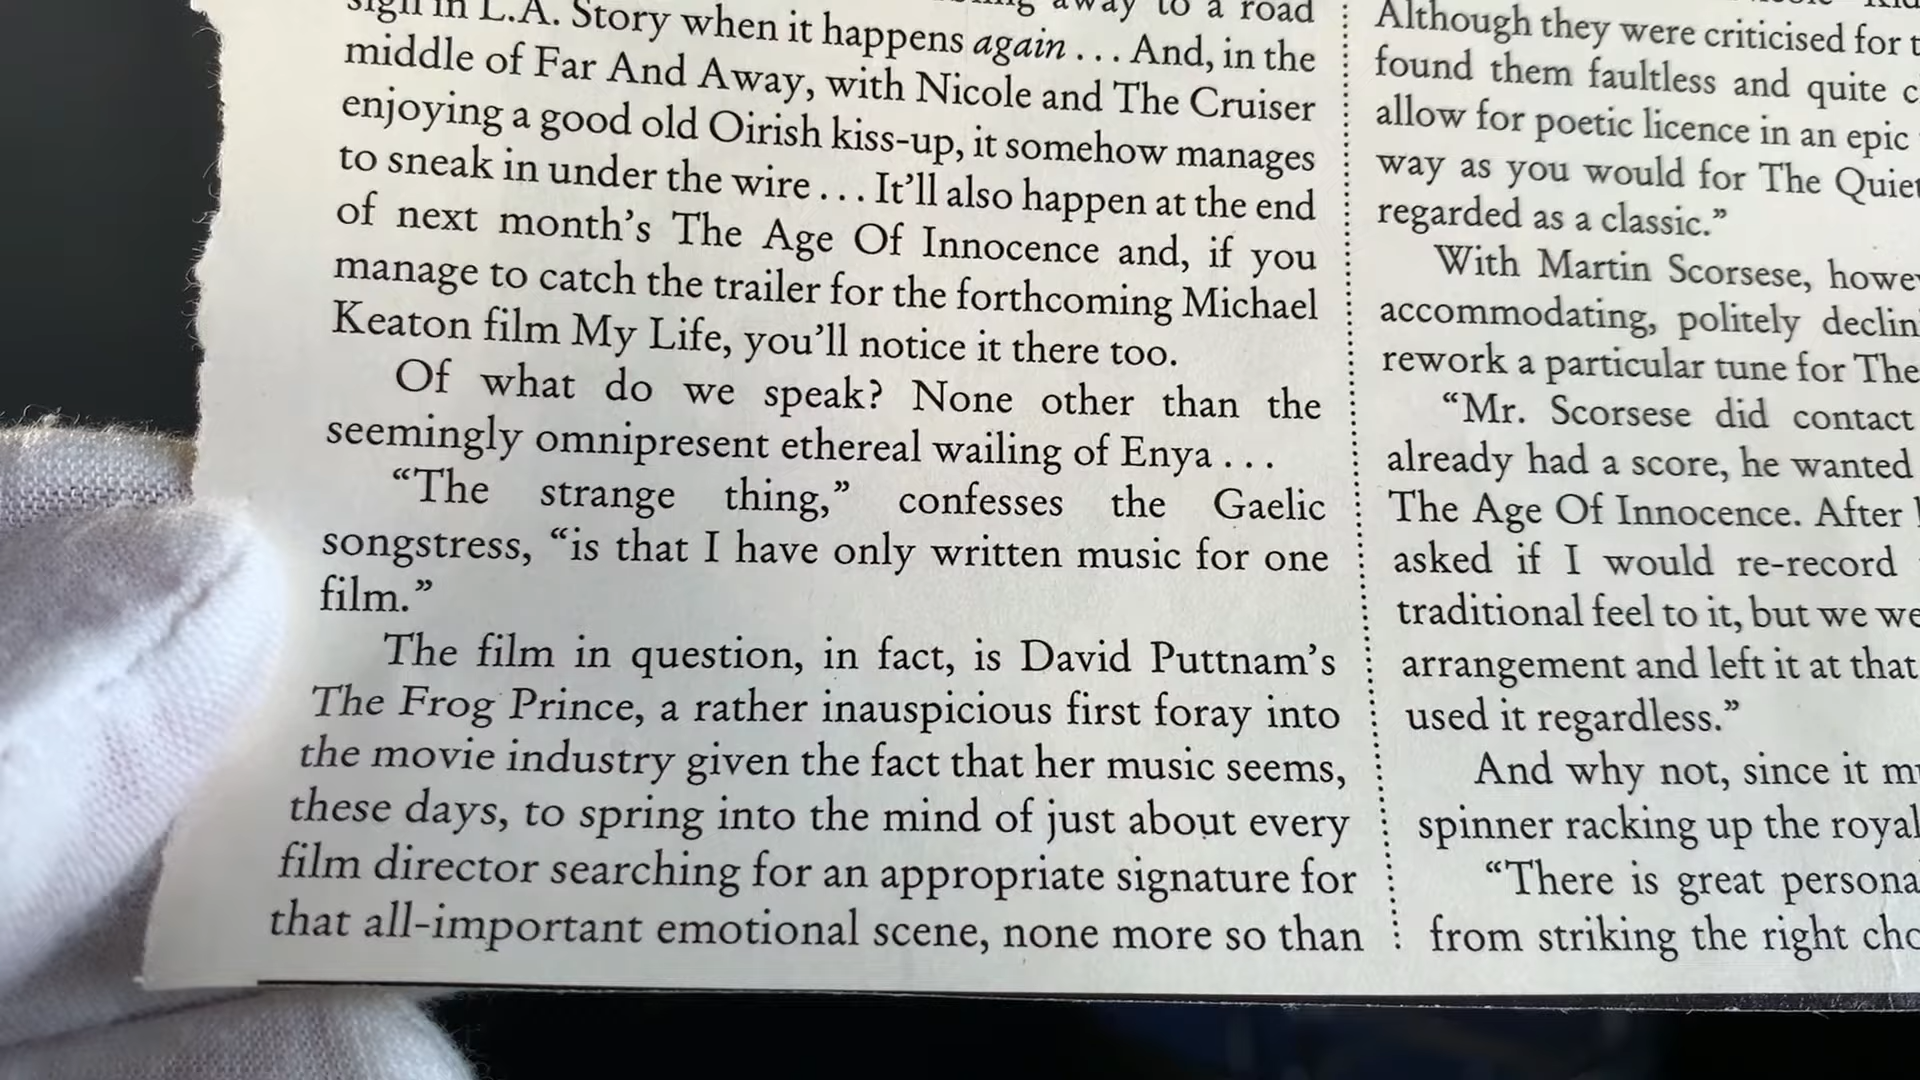 sign in L.A. Story when it happens again . . . And, in the
middle of Far And Away, with Nicole and The Cruiser
enjoying a good old Oirish kiss-up, it somehow manages
to sneak in under the wire . . . It’ll also happen at the end
of next month’s The Age Of Innocence and, if you
manage to catch the trailer for the forthcoming Michael
Keaton film My Life, you’ll notice it there too.
Of what do we speak? None other than the
seemingly omnipresent ethereal wailing of Enya . . .
“The strange thing,” confesses the Gaelic
songstress, “is that I have only written music for one
film.”
The film in question, in fact, is David Puttnam’s
The Frog Prince, a rather inauspicious first foray into
the movie industry given the fact that her music seems,
these days, to spring into the mind of just about every
film director searching for an appropriate signature for
that all-important emotional scene, none more so than
Although they were criticised for
found them faultless and quite
allow for poetic licence in an epic
way as you would for The
regarded as a classic.”
With Martin Scorsese,
accommodating, politely
rework a particular tune for The
“Mr. Scorsese did contact
already had a score, he wanted
The Age Of Innocence. After
asked if I would re-record
traditional feel to it, but we
arrangement and left it at that
used it regardless.”
And why not, since it
spinner racking up the
“There is great
from striking the right